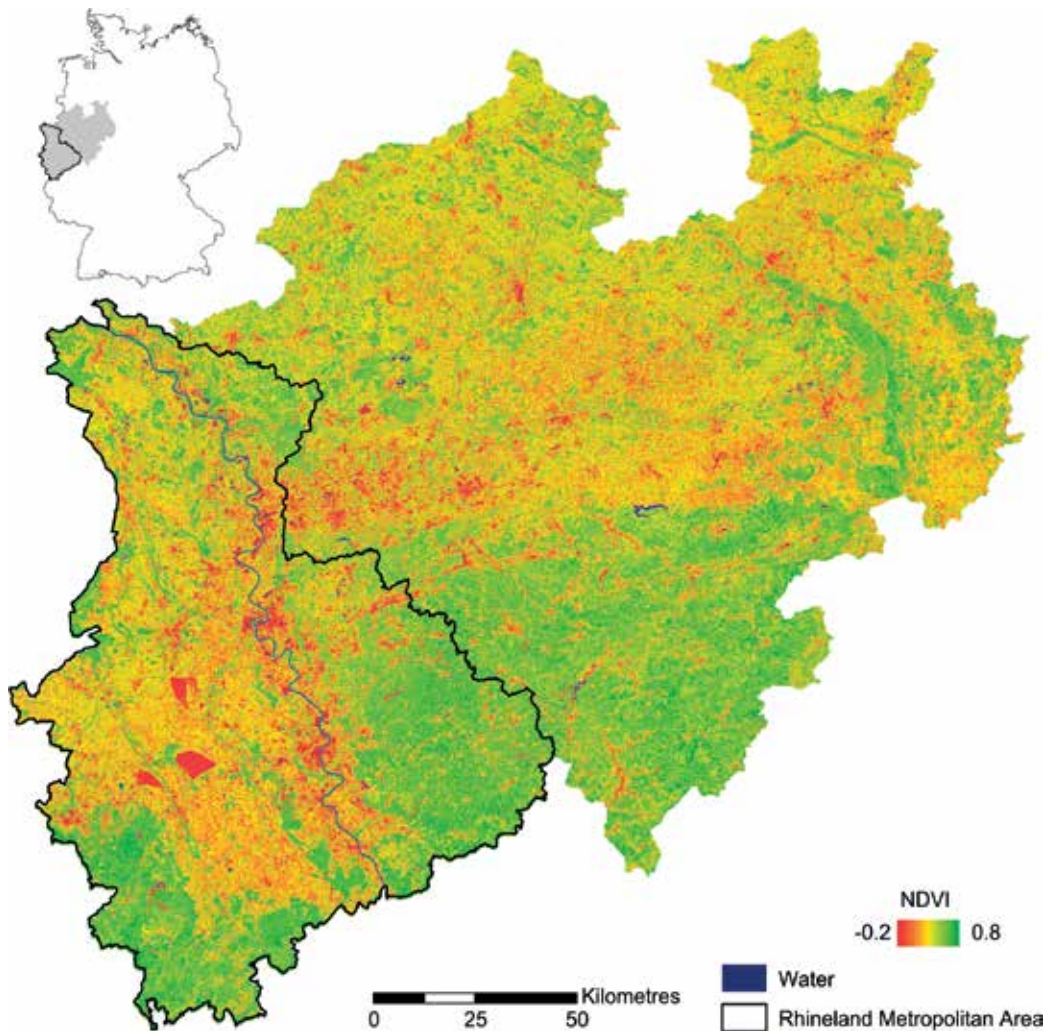 NDVI
-0.2 0.8
Water
Kilometres
0 25 50
Rhineland Metropolitan Area